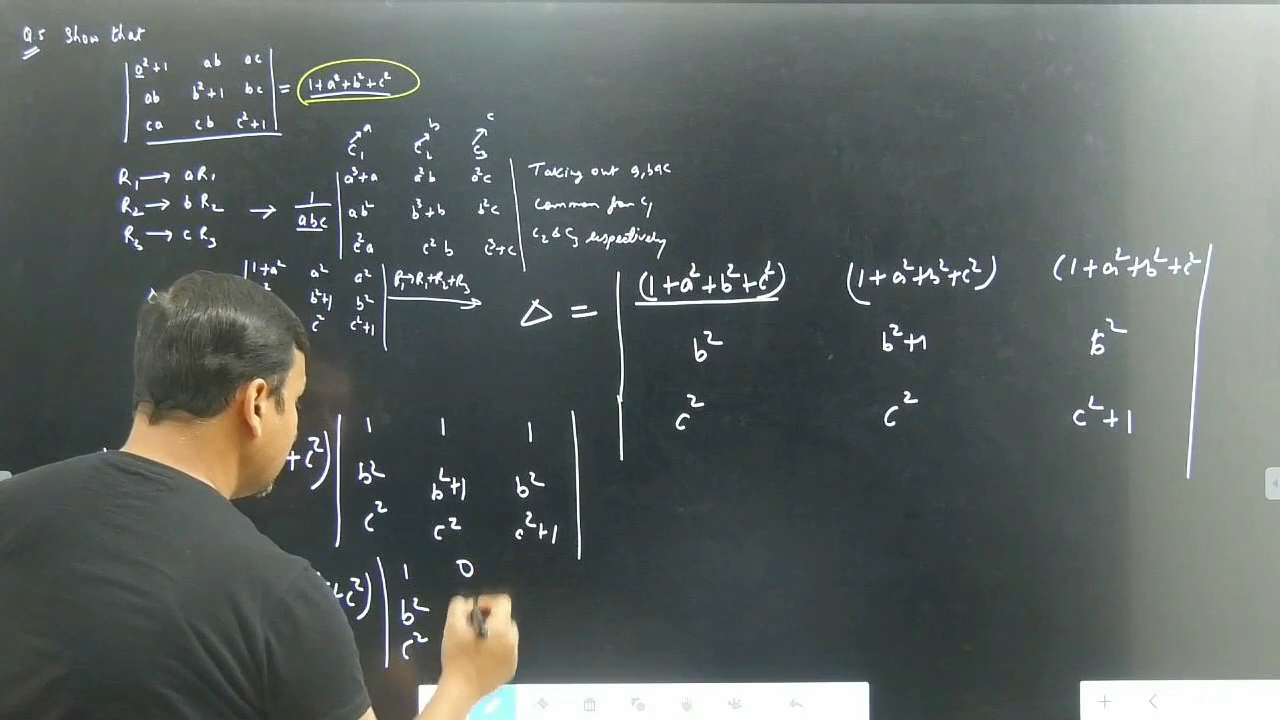 Q.5 Show that
| a²+1 ab ac |
| ab b²+1 bc | = 1+a²+b²+c²
| ca cb c²+1 |
R₁ → aR₁
R₂ → bR₂
R₃ → cR₃
→ 1/abc
C₁ a C₂ b C₃ c
| a³+a a²b a²c |
| ab² b³+b b²c |
| c²a c²b c³+c |
Taking out a, b & c
common from C₁
C₂ & C₃ respectively
| 1+a² a² a² |
b²+1 b² |
c² c²+1 |
R₁→R₁+R₂+R₃
Δ = | (1+a²+b²+c²) (1+a²+b²+c²) (1+a²+b²+c² |
| b² b²+1 b² |
| c² c² c²+1 |
+c²) | 1 1 1 |
| b² b²+1 b² |
| c² c² c²+1 |
+c²) | 1 0
| b²
| c²